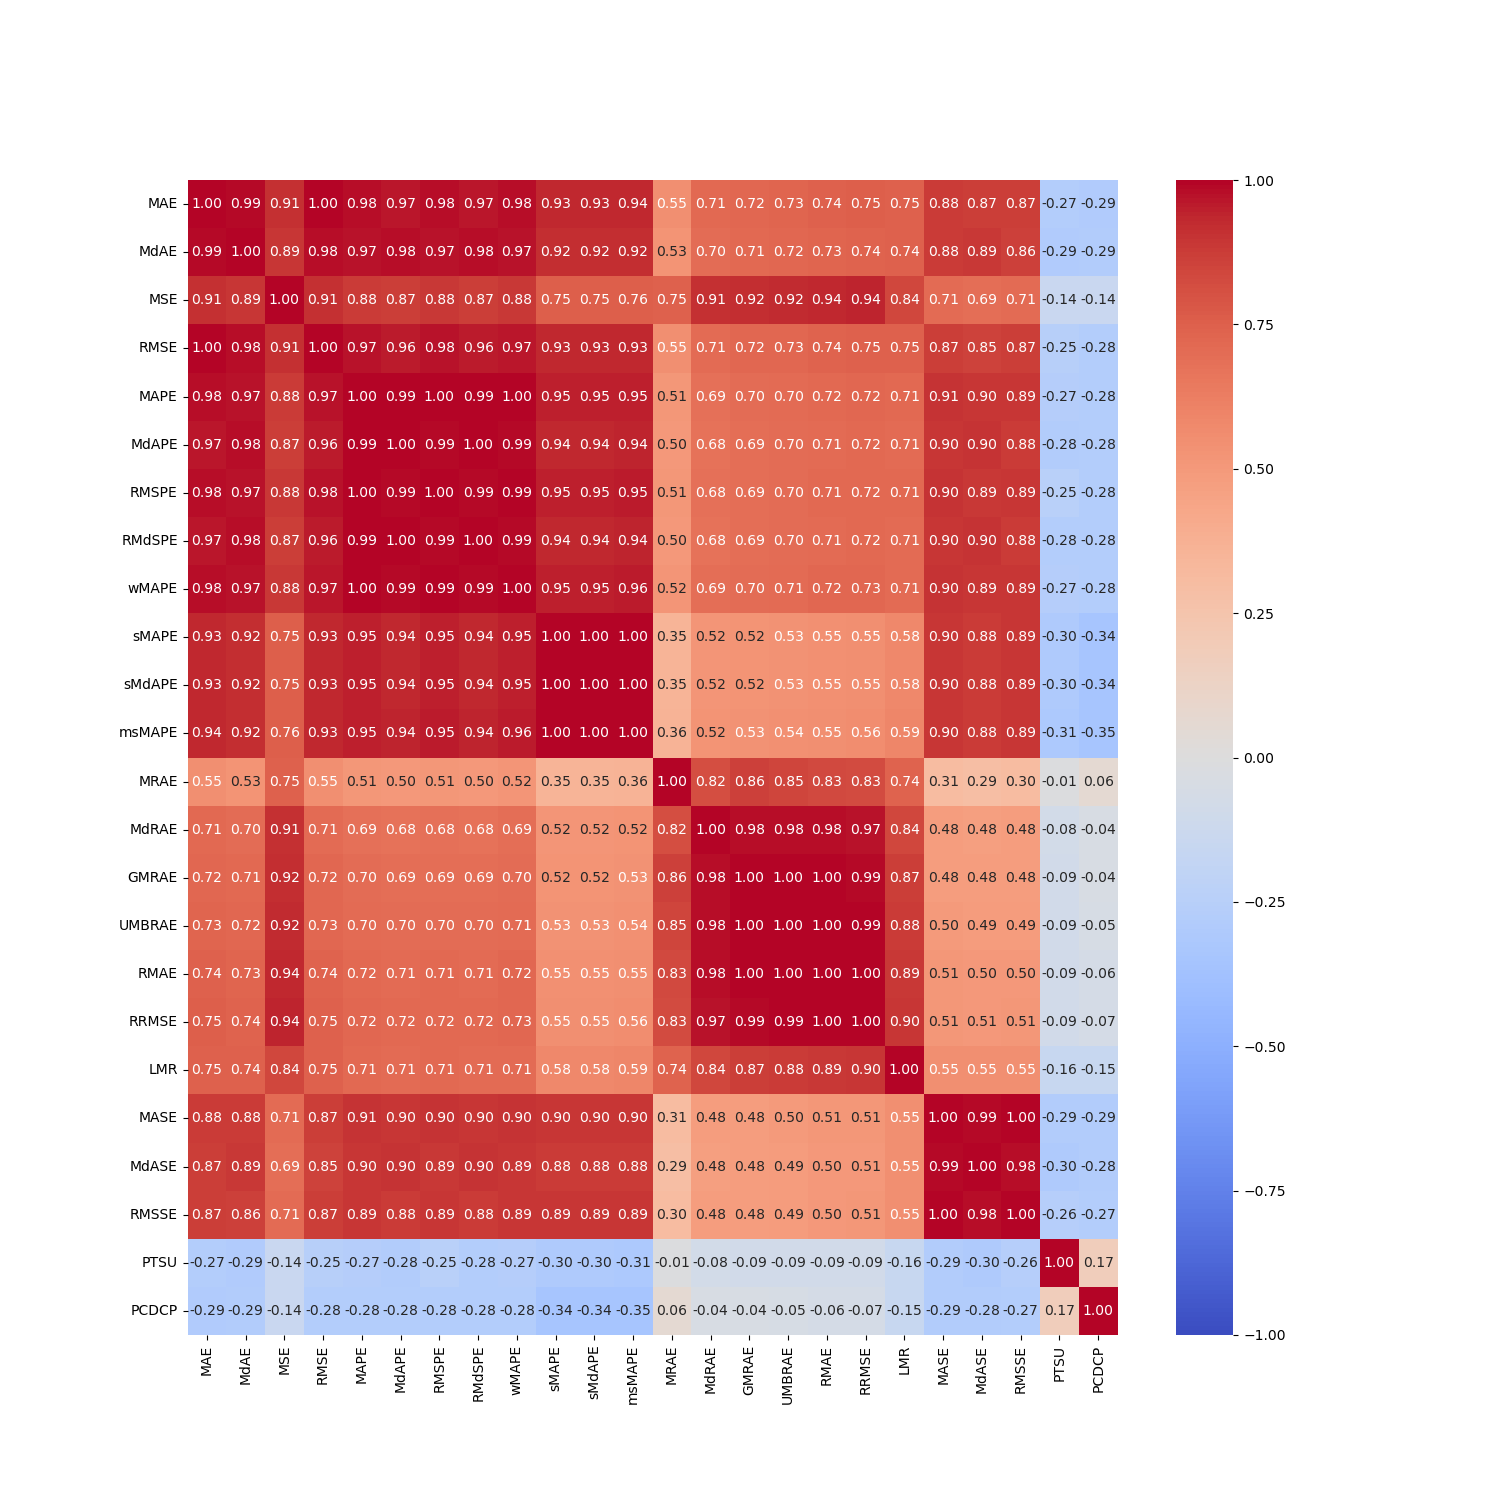 MAE 1.00 0.99 0.91 1.00 0.98 0.97 0.98 0.97 0.98 0.93 0.93 0.94 0.55 0.71 0.72 0.73 0.74 0.75 0.75 0.88 0.87 0.87 -0.27 -0.29
MdAE 0.99 1.00 0.89 0.98 0.97 0.98 0.97 0.98 0.97 0.92 0.92 0.92 0.53 0.70 0.71 0.72 0.73 0.74 0.74 0.88 0.89 0.86 -0.29 -0.29
MSE 0.91 0.89 1.00 0.91 0.88 0.87 0.88 0.87 0.88 0.75 0.75 0.76 0.75 0.91 0.92 0.92 0.94 0.94 0.84 0.71 0.69 0.71 -0.14 -0.14
RMSE 1.00 0.98 0.91 1.00 0.97 0.96 0.98 0.96 0.97 0.93 0.93 0.93 0.55 0.71 0.72 0.73 0.74 0.75 0.75 0.87 0.85 0.87 -0.25 -0.28
MAPE 0.98 0.97 0.88 0.97 1.00 0.99 1.00 0.99 1.00 0.95 0.95 0.95 0.51 0.69 0.70 0.70 0.72 0.72 0.71 0.91 0.90 0.89 -0.27 -0.28
MdAPE 0.97 0.98 0.87 0.96 0.99 1.00 0.99 1.00 0.99 0.94 0.94 0.94 0.50 0.68 0.69 0.70 0.71 0.72 0.71 0.90 0.90 0.88 -0.28 -0.28
RMSPE 0.98 0.97 0.88 0.98 1.00 0.99 1.00 0.99 0.99 0.95 0.95 0.95 0.51 0.68 0.69 0.70 0.71 0.72 0.71 0.90 0.89 0.89 -0.25 -0.28
RMdSPE 0.97 0.98 0.87 0.96 0.99 1.00 0.99 1.00 0.99 0.94 0.94 0.94 0.50 0.68 0.69 0.70 0.71 0.72 0.71 0.90 0.90 0.88 -0.28 -0.28
wMAPE 0.98 0.97 0.88 0.97 1.00 0.99 0.99 0.99 1.00 0.95 0.95 0.96 0.52 0.69 0.70 0.71 0.72 0.73 0.71 0.90 0.89 0.89 -0.27 -0.28
sMAPE 0.93 0.92 0.75 0.93 0.95 0.94 0.95 0.94 0.95 1.00 1.00 1.00 0.35 0.52 0.52 0.53 0.55 0.55 0.58 0.90 0.88 0.89 -0.30 -0.34
sMdAPE 0.93 0.92 0.75 0.93 0.95 0.94 0.95 0.94 0.95 1.00 1.00 1.00 0.35 0.52 0.52 0.53 0.55 0.55 0.58 0.90 0.88 0.89 -0.30 -0.34
msMAPE 0.94 0.92 0.76 0.93 0.95 0.94 0.95 0.94 0.96 1.00 1.00 1.00 0.36 0.52 0.53 0.54 0.55 0.56 0.59 0.90 0.88 0.89 -0.31 -0.35
MRAE 0.55 0.53 0.75 0.55 0.51 0.50 0.51 0.50 0.52 0.35 0.35 0.36 1.00 0.82 0.86 0.85 0.83 0.83 0.74 0.31 0.29 0.30 -0.01 0.06
MdRAE 0.71 0.70 0.91 0.71 0.69 0.68 0.68 0.68 0.69 0.52 0.52 0.52 0.82 1.00 0.98 0.98 0.98 0.97 0.84 0.48 0.48 0.48 -0.08 -0.04
GMRAE 0.72 0.71 0.92 0.72 0.70 0.69 0.69 0.69 0.70 0.52 0.52 0.53 0.86 0.98 1.00 1.00 1.00 0.99 0.87 0.48 0.48 0.48 -0.09 -0.04
UMBRAE 0.73 0.72 0.92 0.73 0.70 0.70 0.70 0.70 0.71 0.53 0.53 0.54 0.85 0.98 1.00 1.00 1.00 0.99 0.88 0.50 0.49 0.49 -0.09 -0.05
RMAE 0.74 0.73 0.94 0.74 0.72 0.71 0.71 0.71 0.72 0.55 0.55 0.55 0.83 0.98 1.00 1.00 1.00 1.00 0.89 0.51 0.50 0.50 -0.09 -0.06
RRMSE 0.75 0.74 0.94 0.75 0.72 0.72 0.72 0.72 0.73 0.55 0.55 0.56 0.83 0.97 0.99 0.99 1.00 1.00 0.90 0.51 0.51 0.51 -0.09 -0.07
LMR 0.75 0.74 0.84 0.75 0.71 0.71 0.71 0.71 0.71 0.58 0.58 0.59 0.74 0.84 0.87 0.88 0.89 0.90 1.00 0.55 0.55 0.55 -0.16 -0.15
MASE 0.88 0.88 0.71 0.87 0.91 0.90 0.90 0.90 0.90 0.90 0.90 0.90 0.31 0.48 0.48 0.50 0.51 0.51 0.55 1.00 0.99 1.00 -0.29 -0.29
MdASE 0.87 0.89 0.69 0.85 0.90 0.90 0.89 0.90 0.89 0.88 0.88 0.88 0.29 0.48 0.48 0.49 0.50 0.51 0.55 0.99 1.00 0.98 -0.30 -0.28
RMSSE 0.87 0.86 0.71 0.87 0.89 0.88 0.89 0.88 0.89 0.89 0.89 0.89 0.30 0.48 0.48 0.49 0.50 0.51 0.55 1.00 0.98 1.00 -0.26 -0.27
PTSU -0.27 -0.29 -0.14 -0.25 -0.27 -0.28 -0.25 -0.28 -0.27 -0.30 -0.30 -0.31 -0.01 -0.08 -0.09 -0.09 -0.09 -0.09 -0.16 -0.29 -0.30 -0.26 1.00 0.17
PCDCP -0.29 -0.29 -0.14 -0.28 -0.28 -0.28 -0.28 -0.28 -0.28 -0.34 -0.34 -0.35 0.06 -0.04 -0.04 -0.05 -0.06 -0.07 -0.15 -0.29 -0.28 -0.27 0.17 1.00
MAE MdAE MSE RMSE MAPE MdAPE RMSPE RMdSPE wMAPE sMAPE sMdAPE msMAPE MRAE MdRAE GMRAE UMBRAE RMAE RRMSE LMR MASE MdASE RMSSE PTSU PCDCP
1.00
0.75
0.50
0.25
0.00
−0.25
−0.50
−0.75
−1.00